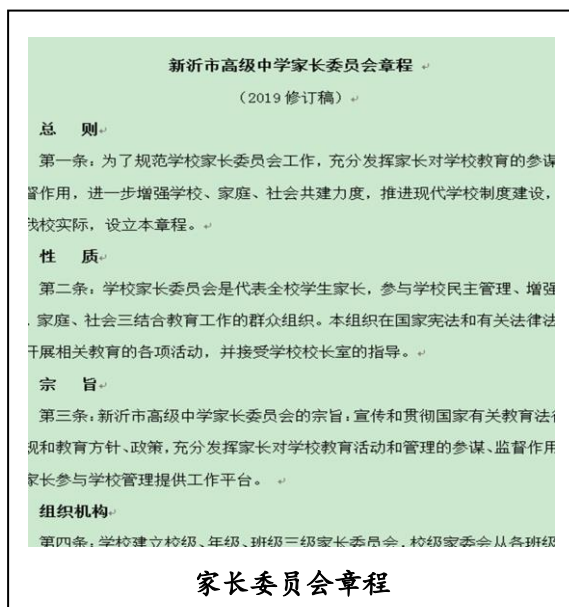 新沂市高级中学家长委员会章程
（2019修订稿）
总 则
第一条：为了规范学校家长委员会工作，充分发挥家长对学校教育的参谋
督作用，进一步增强学校、家庭、社会共建力度，推进现代学校制度建设，
我校实际，设立本章程。
性 质
第二条：学校家长委员会是代表全校学生家长，参与学校民主管理、增强
、家庭、社会三结合教育工作的群众组织。本组织在国家宪法和有关法律法
开展相关教育的各项活动，并接受学校校长室的指导。
宗 旨
第三条：新沂市高级中学家长委员会的宗旨：宣传和贯彻国家有关教育法律
规和教育方针、政策，充分发挥家长对学校教育活动和管理的参谋、监督作用
家长参与学校管理提供工作平台。
组织机构
第四条：学校建立校级、年级、班级三级家长委员会，校级家委会从各班级
家长委员会章程